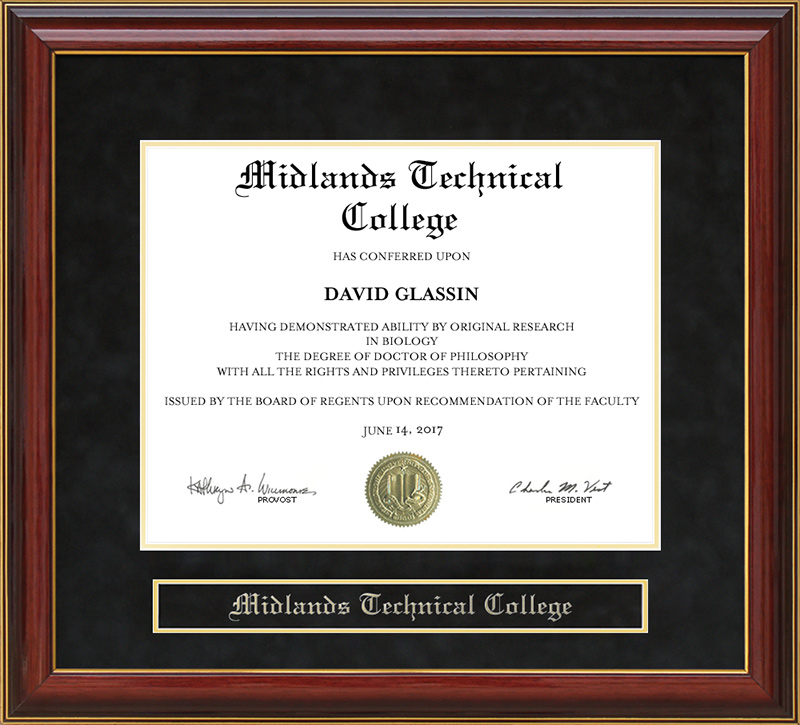 Midlands Technical
College
HAS CONFERRED UPON
DAVID GLASSIN
HAVING DEMONSTRATED ABILITY BY ORIGINAL RESEARCH
IN BIOLOGY
THE DEGREE OF DOCTOR OF PHILOSOPHY
WITH ALL THE RIGHTS AND PRIVILEGES THERETO PERTAINING
ISSUED BY THE BOARD OF REGENTS UPON RECOMMENDATION OF THE FACULTY
JUNE 14, 2017
PROVOST
Charles M. Vest
PRESIDENT
Midlands Technical College